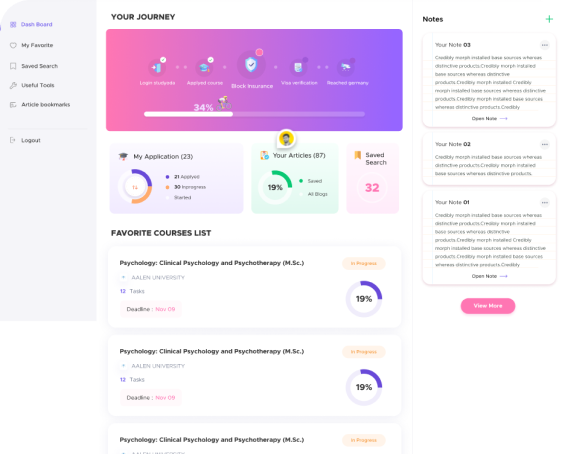 Dash Board
My Favorite
Saved Search
Useful Tools
Article bookmarks
Logout
YOUR JOURNEY
Login studypato
Applyed course
Block Insurance
Visa verification
Reached germany
34%
My Application (23)
21 Applyed
30 Inprogress
Started
Your Articles (87)
19%
Saved
All Blogs
Saved
Search
32
FAVORITE COURSES LIST
Psychology: Clinical Psychology and Psychotherapy (M.Sc.)
In Progress
AALEN UNIVERSITY
12 Tasks
Deadline : Nov 09
19%
Psychology: Clinical Psychology and Psychotherapy (M.Sc.)
In Progress
AALEN UNIVERSITY
12 Tasks
Deadline : Nov 09
19%
Psychology: Clinical Psychology and Psychotherapy (M.Sc.)
In Progress
AALEN UNIVERSITY
Notes
Your Note 03
Credibly morph installed base sources whereas
distinctive products.Credibly morph installed
base sources whereas distinctive
products.Credibly morph installed Credibly
morph installed base sources whereas distinctive
products.Credibly morph installed base sources
whereas distinctive products.Credibly
Open Note
Your Note 02
Credibly morph installed base sources whereas
distinctive products.Credibly morph installed
base sources whereas distinctive products.
Your Note 01
Credibly morph installed base sources whereas
distinctive products.Credibly morph installed
base sources whereas distinctive
products.Credibly morph installed Credibly
morph installed base sources whereas distinctive
products.Credibly morph installed base sources
whereas distinctive products.Credibly
Open Note
View More